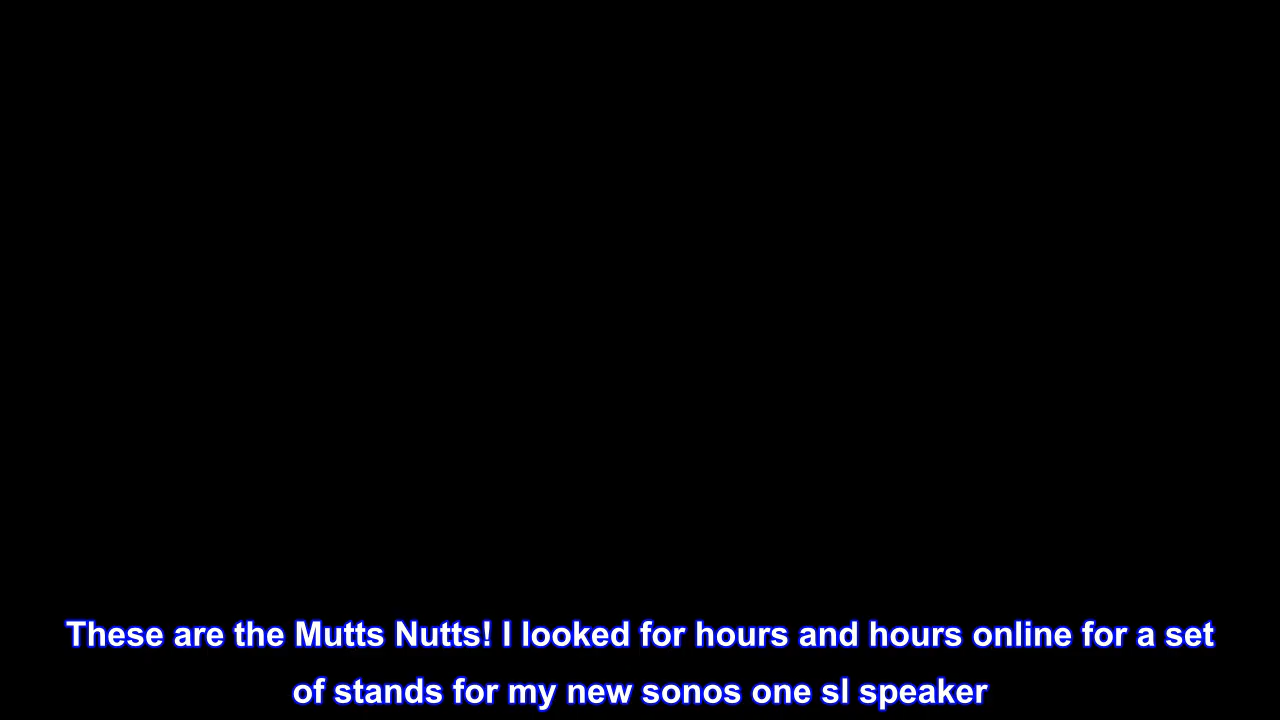 These are the Mutts Nutts! I looked for hours and hours online for a set
of stands for my new sonos one sl speaker